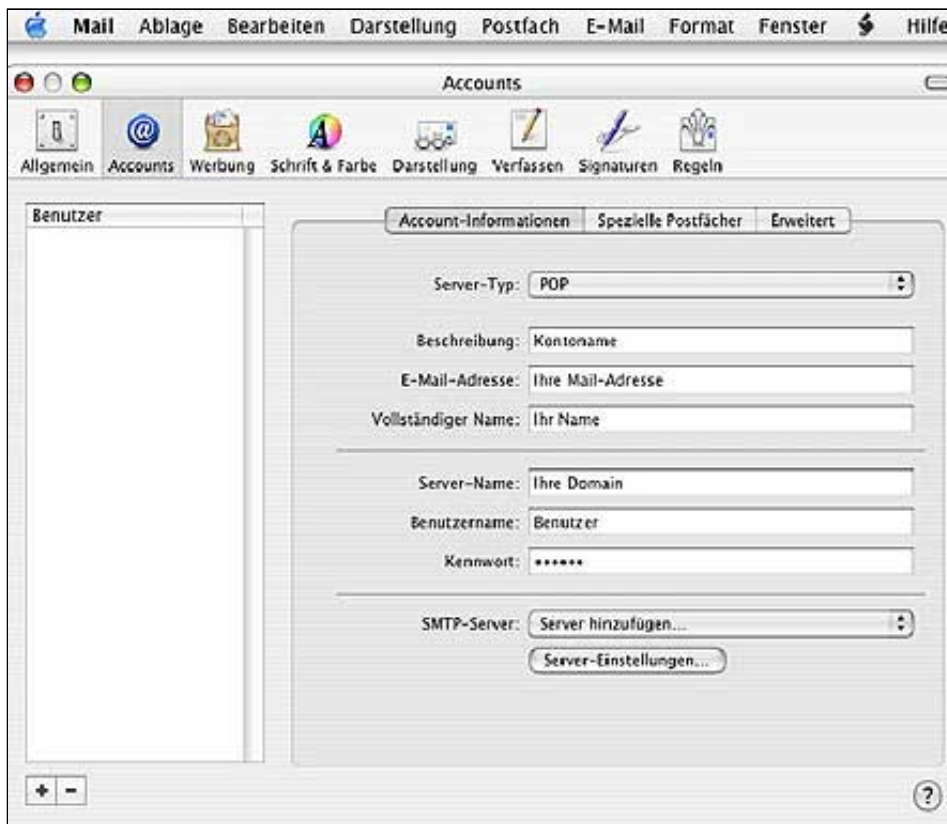 Mail Ablage Bearbeiten Darstellung Postfach E-Mail Format Fenster Hilfe
Accounts
Allgemein Accounts Werbung Schrift & Farbe Darstellung Verfassen Signaturen Regeln
Benutzer
Account-Informationen Spezielle Postfächer Erweitert
Server-Typ: POP
Beschreibung: Kontoname
E-Mail-Adresse: Ihre Mail-Adresse
Vollständiger Name: Ihr Name
Server-Name: Ihre Domain
Benutzername: Benutzer
Kennwort: ••••••
SMTP-Server: Server hinzufügen...
Server-Einstellungen...
+ − ?